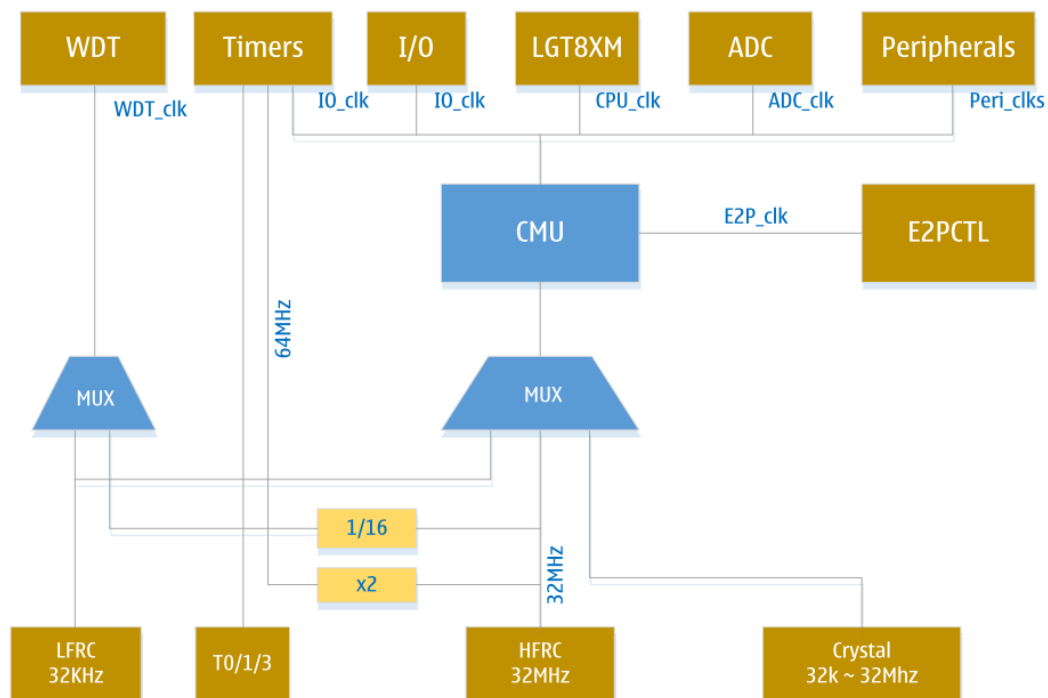 WDT
Timers
I/O
LGT8XM
ADC
Peripherals
WDT_clk
IO_clk
IO_clk
CPU_clk
ADC_clk
Peri_clks
CMU
E2P_clk
E2PCTL
64MHz
MUX
MUX
1/16
x2
32MHz
LFRC
32KHz
T0/1/3
HFRC
32MHz
Crystal
32k ~ 32Mhz